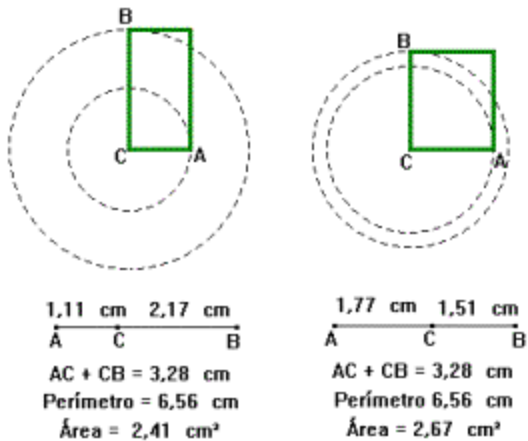 B
C A
1,11 cm 2,17 cm
A C B
AC + CB = 3,28 cm
Perímetro = 6,56 cm
Área = 2,41 cm²
B
C A
1,77 cm 1,51 cm
A C B
AC + CB = 3,28 cm
Perímetro 6,56 cm
Área = 2,67 cm²